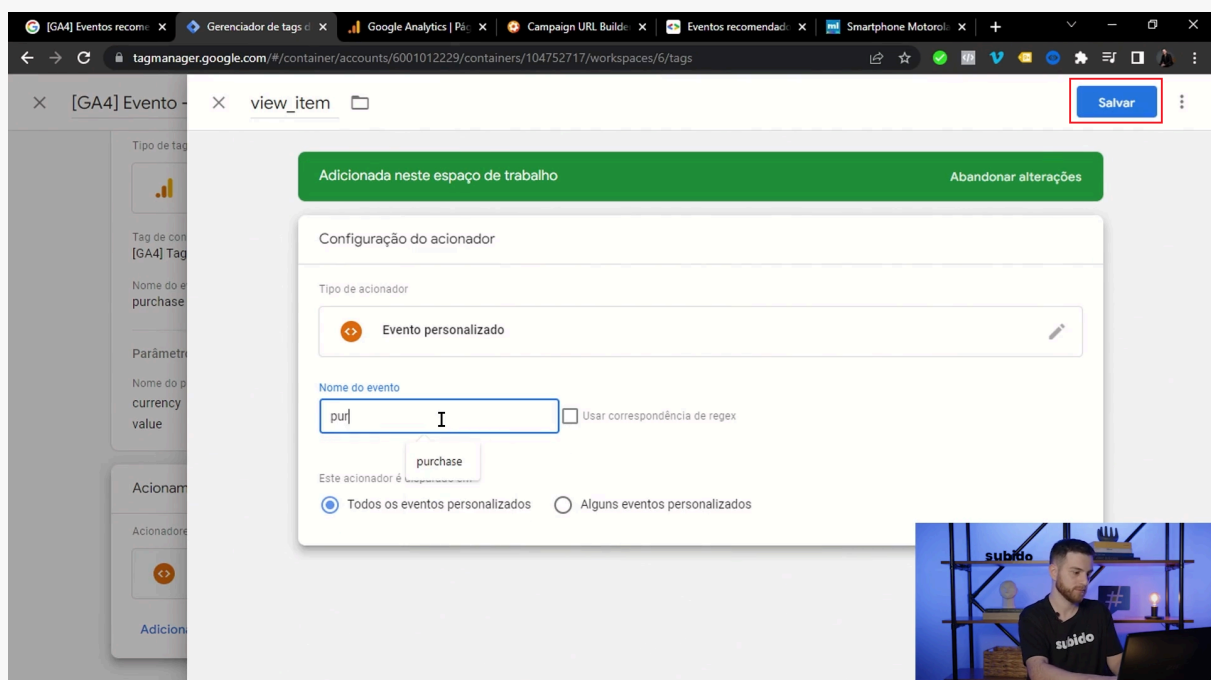 [GA4] Eventos recome
Gerenciador de tags d
Google Analytics | Pág
Campaign URL Builde
Eventos recomendado
Smartphone Motorola
tagmanager.google.com/#/container/accounts/6001012229/containers/104752717/workspaces/6/tags
[GA4] Evento -
view_item
Salvar
Tipo de tag
Adicionada neste espaço de trabalho
Abandonar alterações
Configuração do acionador
Tag de con
[GA4] Tag
Nome do e
purchase
Tipo de acionador
Evento personalizado
Parâmetr
Nome do p
currency
value
Nome do evento
pur
Usar correspondência de regex
purchase
Este acionador é
Todos os eventos personalizados
Alguns eventos personalizados
Acionam
Acionadore
Adicion
subido
subido